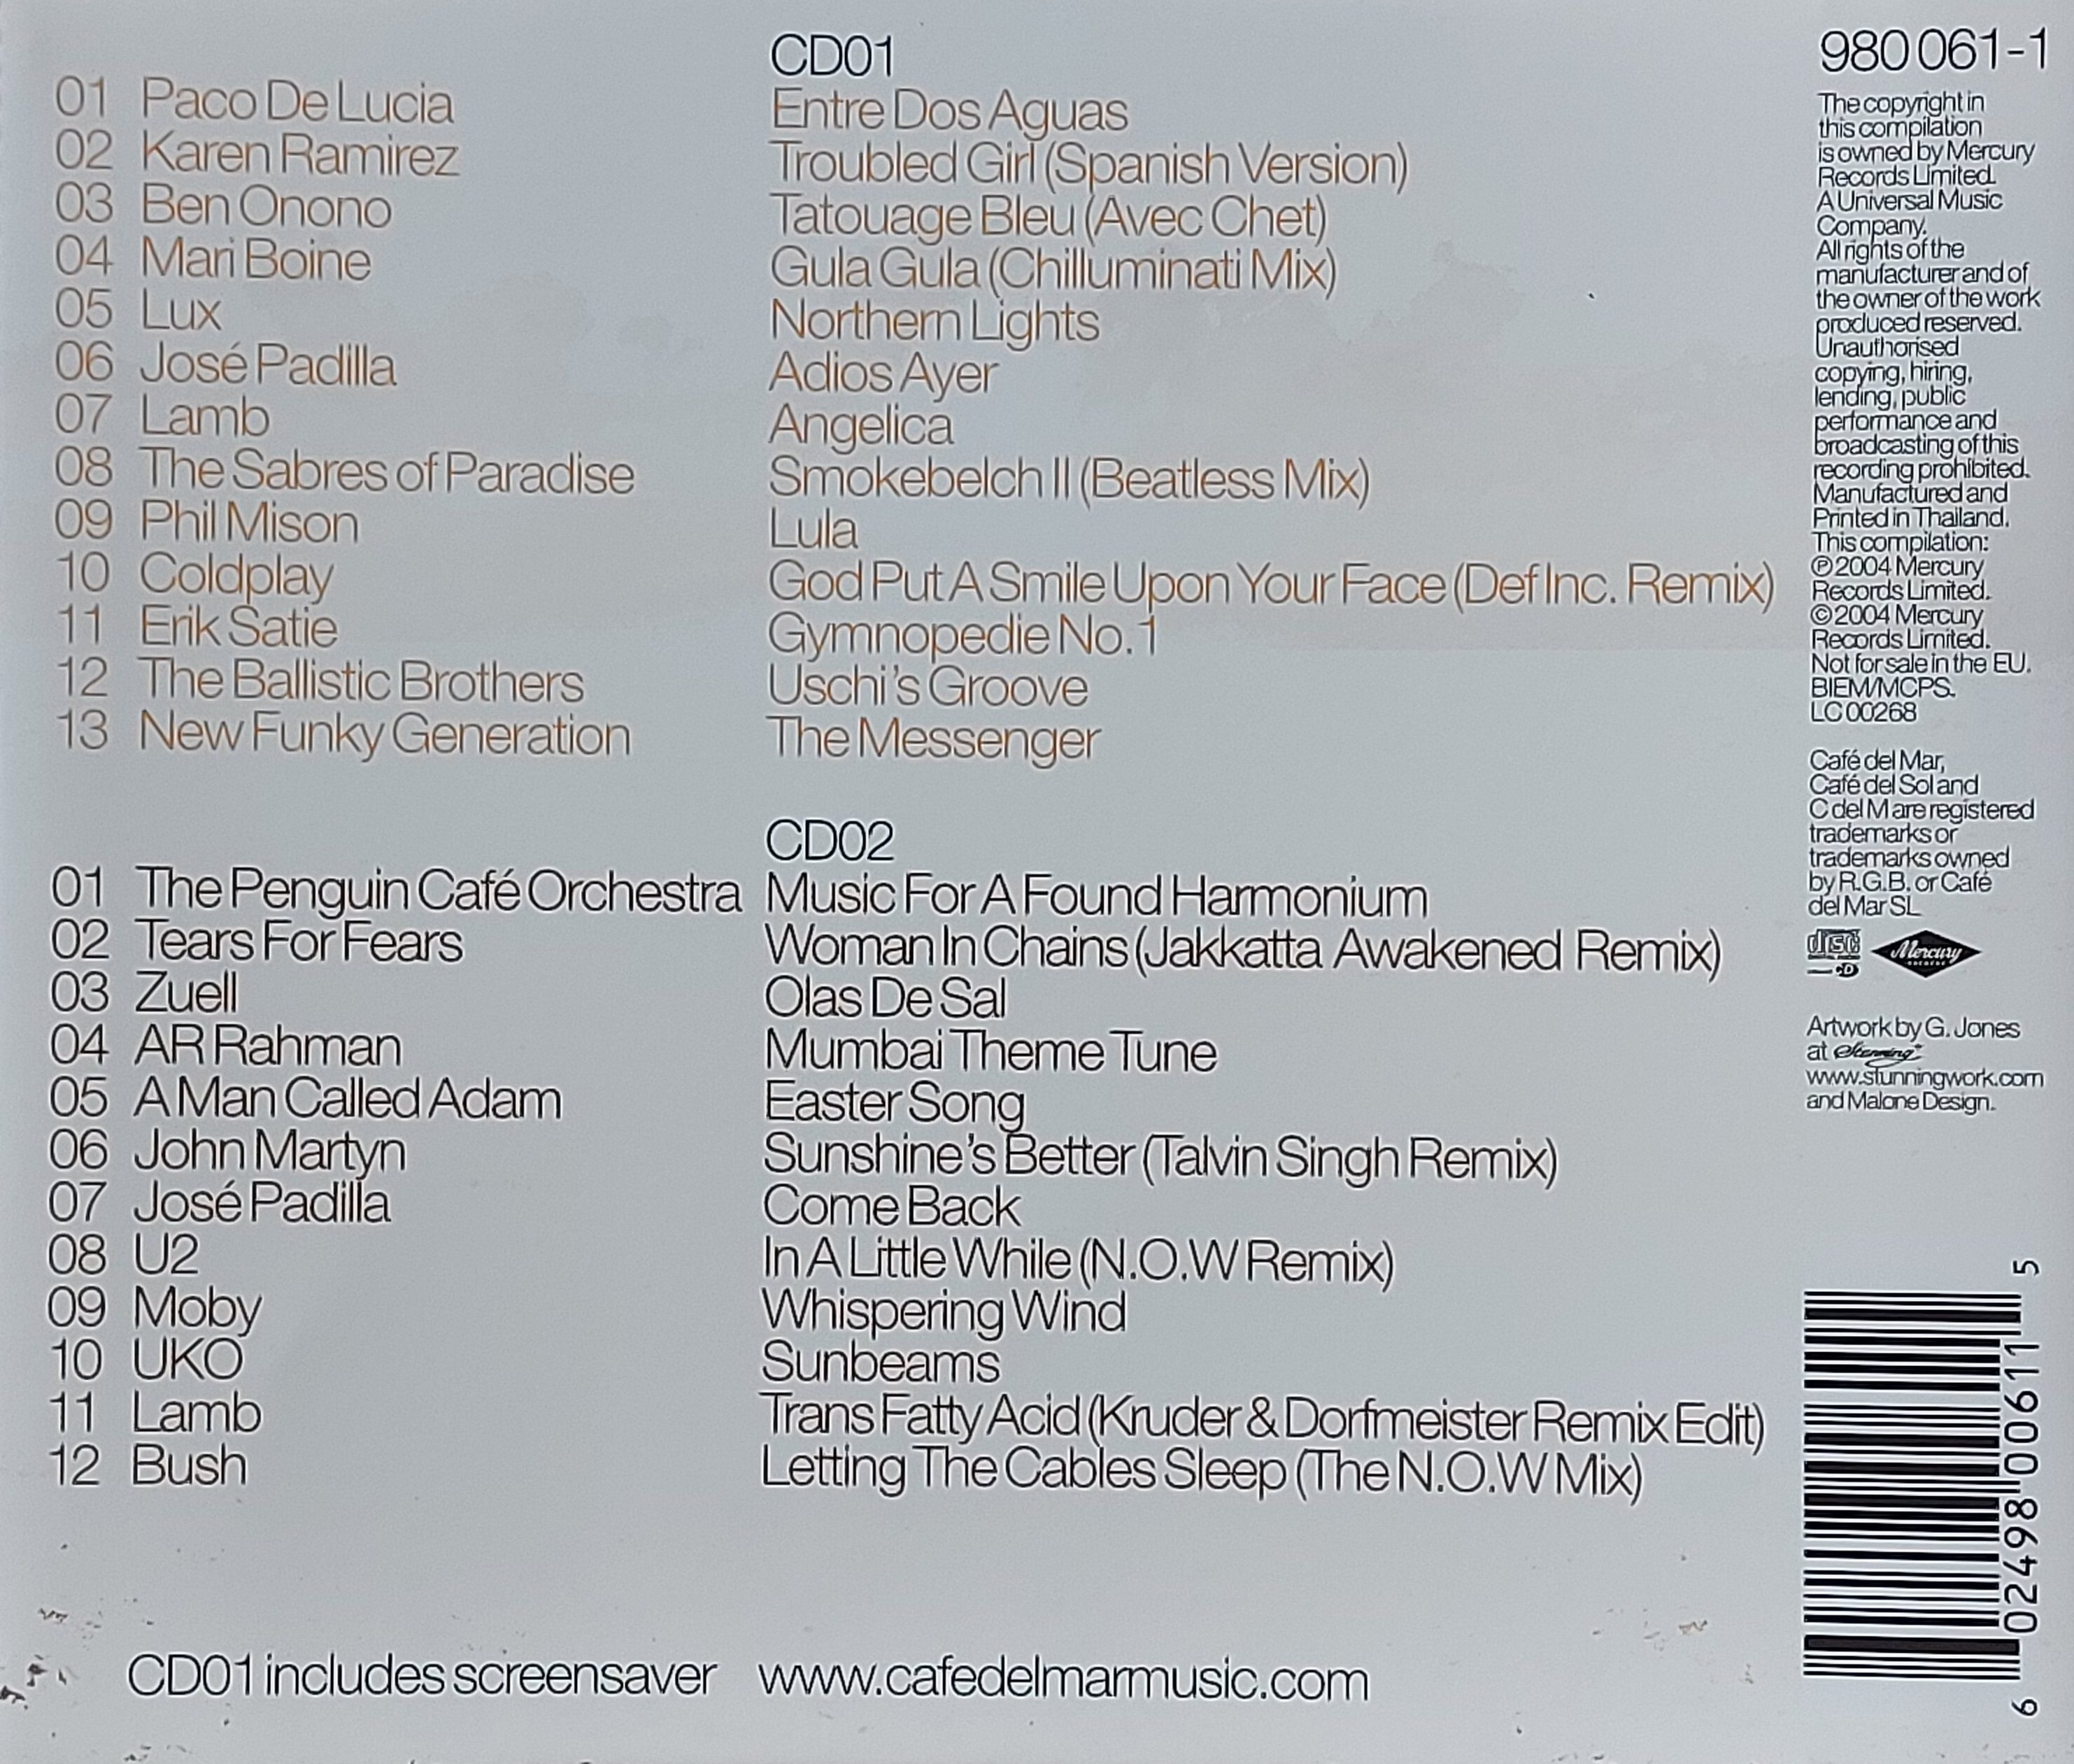 CD01
01 Paco De Lucia Entre Dos Aguas
02 Karen Ramirez Troubled Girl (Spanish Version)
03 Ben Onono Tatouage Bleu (Avec Chet)
04 Mari Boine Gula Gula (Chilluminati Mix)
05 Lux Northern Lights
06 José Padilla Adios Ayer
07 Lamb Angelica
08 The Sabres of Paradise Smokebelch II (Beatless Mix)
09 Phil Mison Lula
10 Coldplay God Put A Smile Upon Your Face (Def Inc. Remix)
11 Erik Satie Gymnopedie No.1
12 The Ballistic Brothers Uschi's Groove
13 New Funky Generation The Messenger
CD02
01 The Penguin Café Orchestra Music For A Found Harmonium
02 Tears For Fears Woman In Chains (Jakkatta Awakened Remix)
03 Zuell Olas De Sal
04 AR Rahman Mumbai Theme Tune
05 A Man Called Adam Easter Song
06 John Martyn Sunshine's Better (Talvin Singh Remix)
07 José Padilla Come Back
08 U2 In A Little While (N.O.W Remix)
09 Moby Whispering Wind
10 UKO Sunbeams
11 Lamb Trans Fatty Acid (Kruder & Dorfmeister Remix Edit)
12 Bush Letting The Cables Sleep (The N.O.W Mix)
CD01 includes screensaver www.cafedelmarmusic.com
980 061-1
The copyright in
this compilation
is owned by Mercury
Records Limited.
A Universal Music
Company.
All rights of the
manufacturer and of
the owner of the work
produced reserved.
Unauthorised
copying, hiring,
lending, public
performance and
broadcasting of this
recording prohibited.
Manufactured and
Printed in Thailand.
This compilation:
℗ 2004 Mercury
Records Limited.
© 2004 Mercury
Records Limited.
Not for sale in the EU.
BIEM/MCPS.
LC 00268
Café del Mar,
Café del Sol and
C del M are registered
trademarks or
trademarks owned
by R.G.B. or Café
del Mar SL
disc Mercury
CD RECORDS
Artwork by G. Jones
at Stunning
www.stunningwork.com
and Malone Design.
6 02498 00611 5